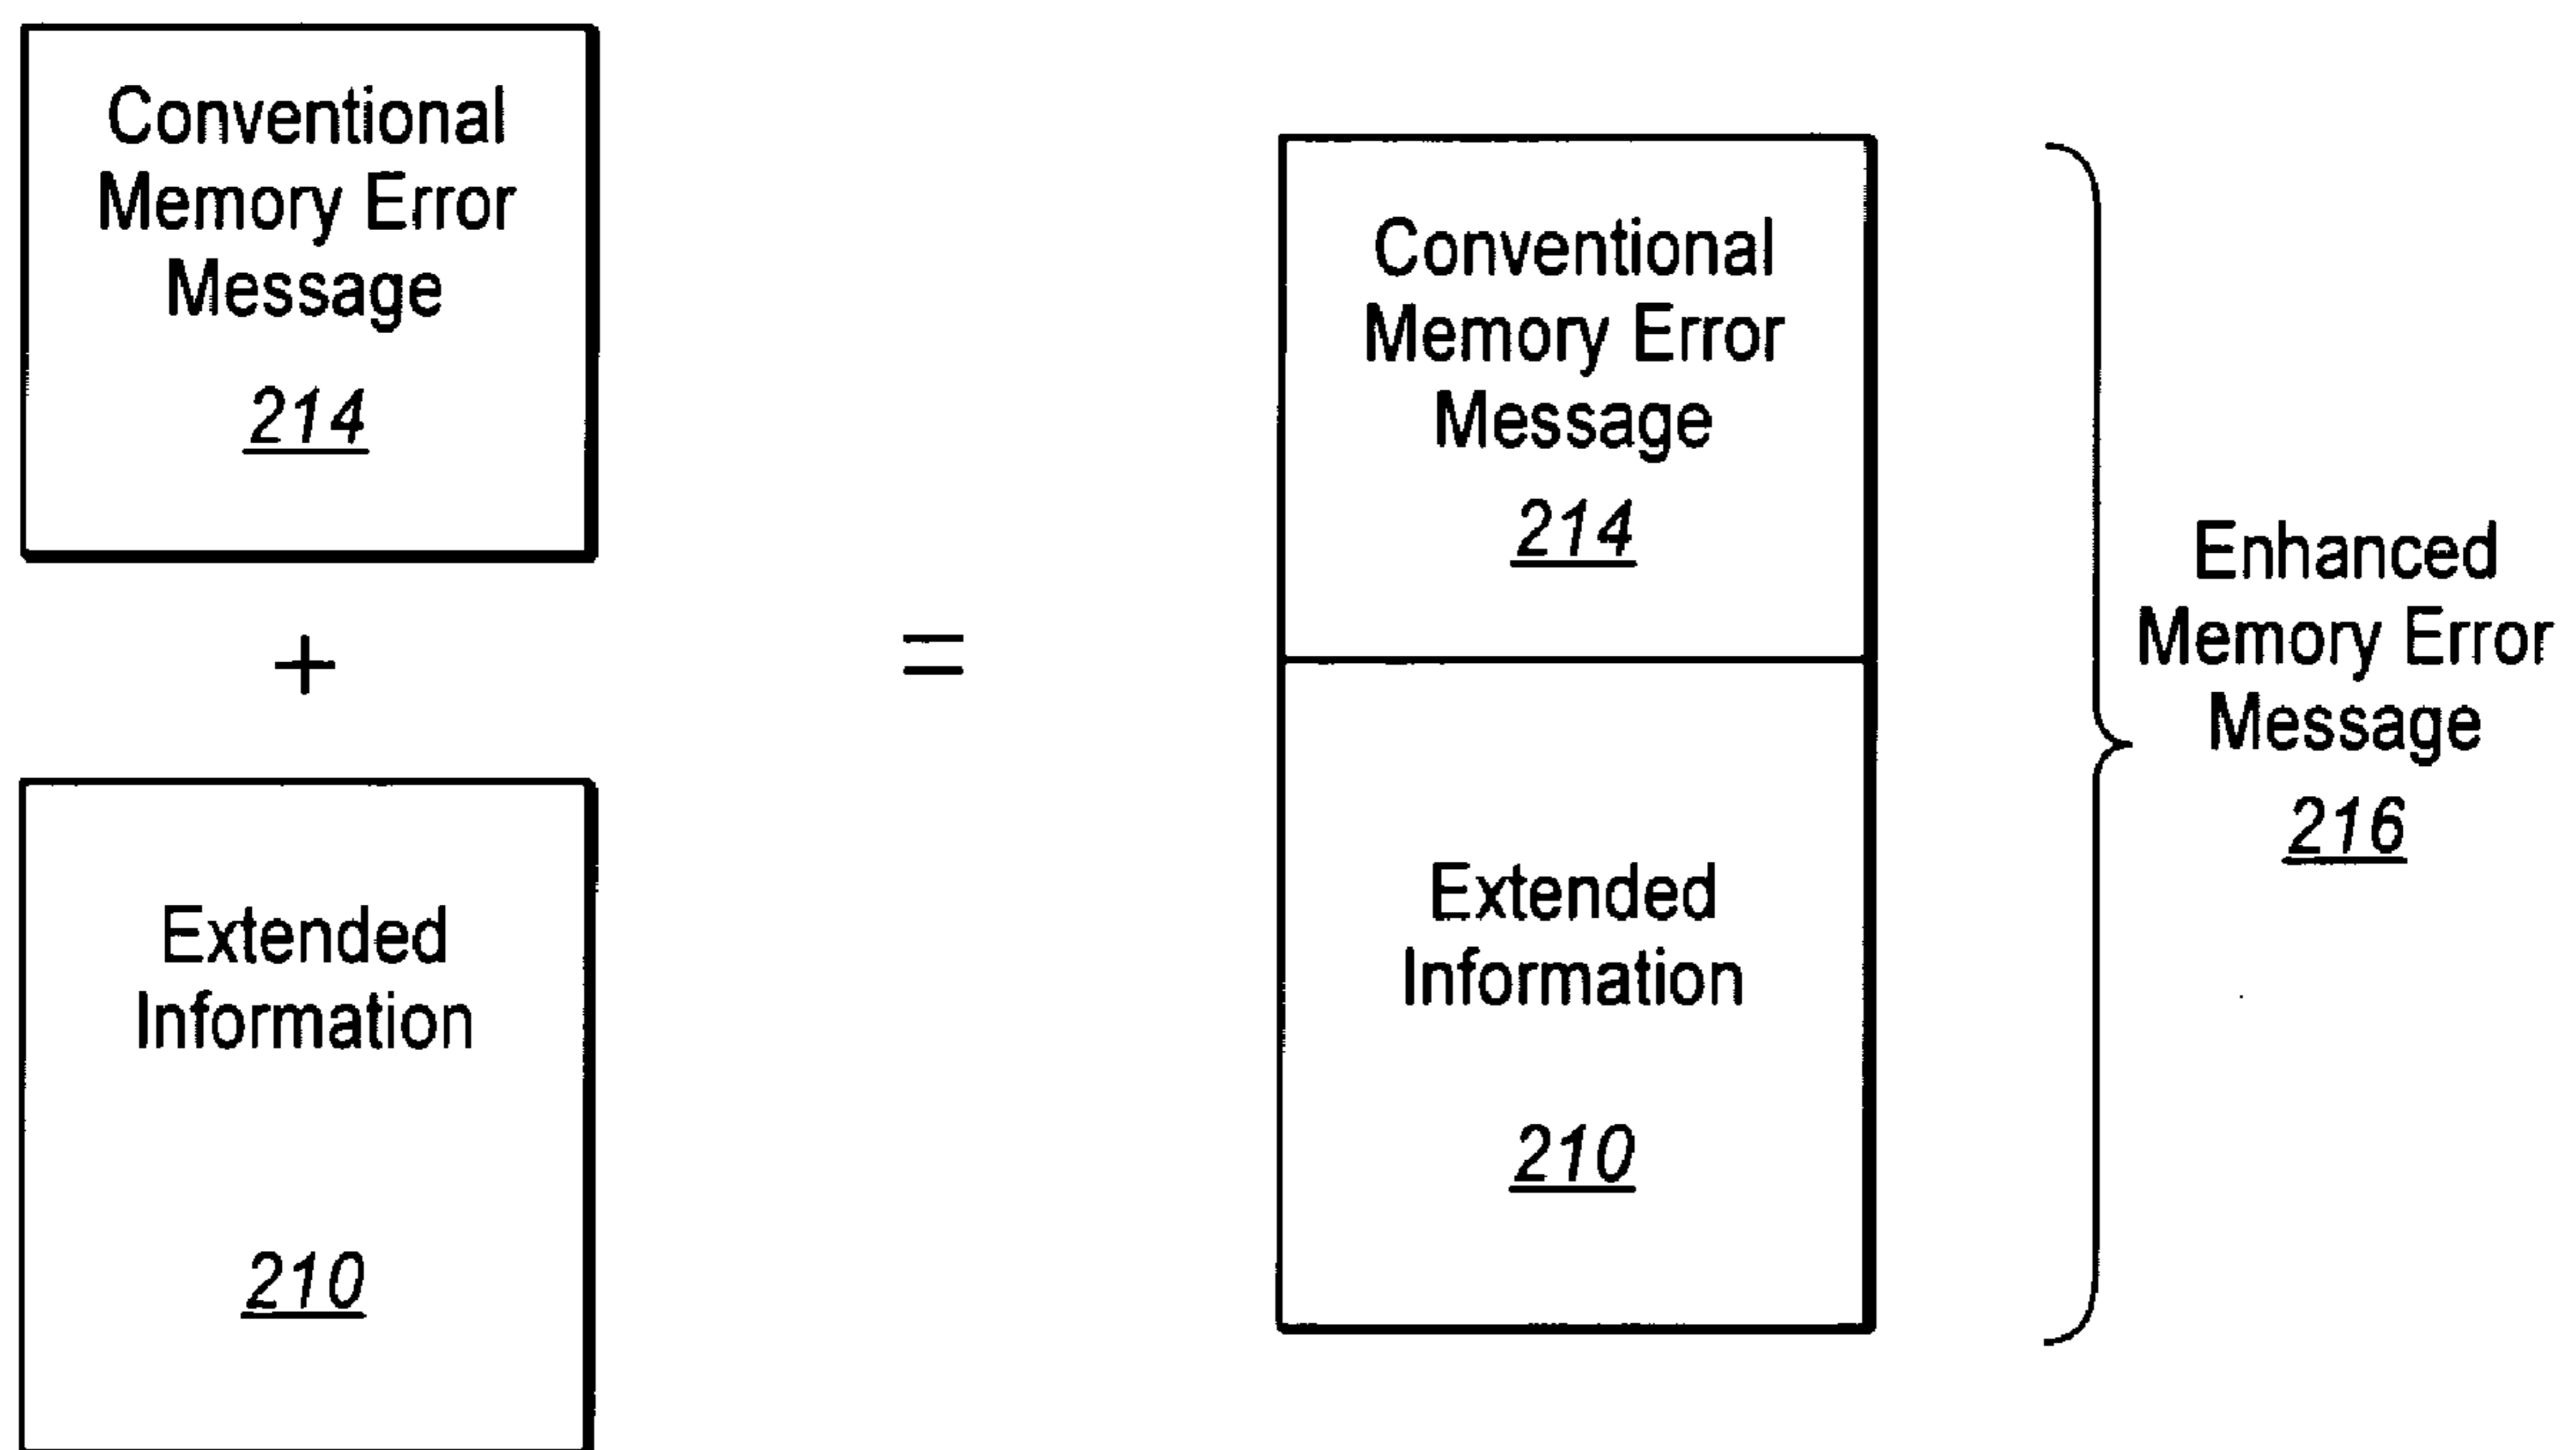 Conventional
Memory Error
Message
214
+
Extended
Information
210
=
Conventional
Memory Error
Message
214
Extended
Information
210
Enhanced
Memory Error
Message
216